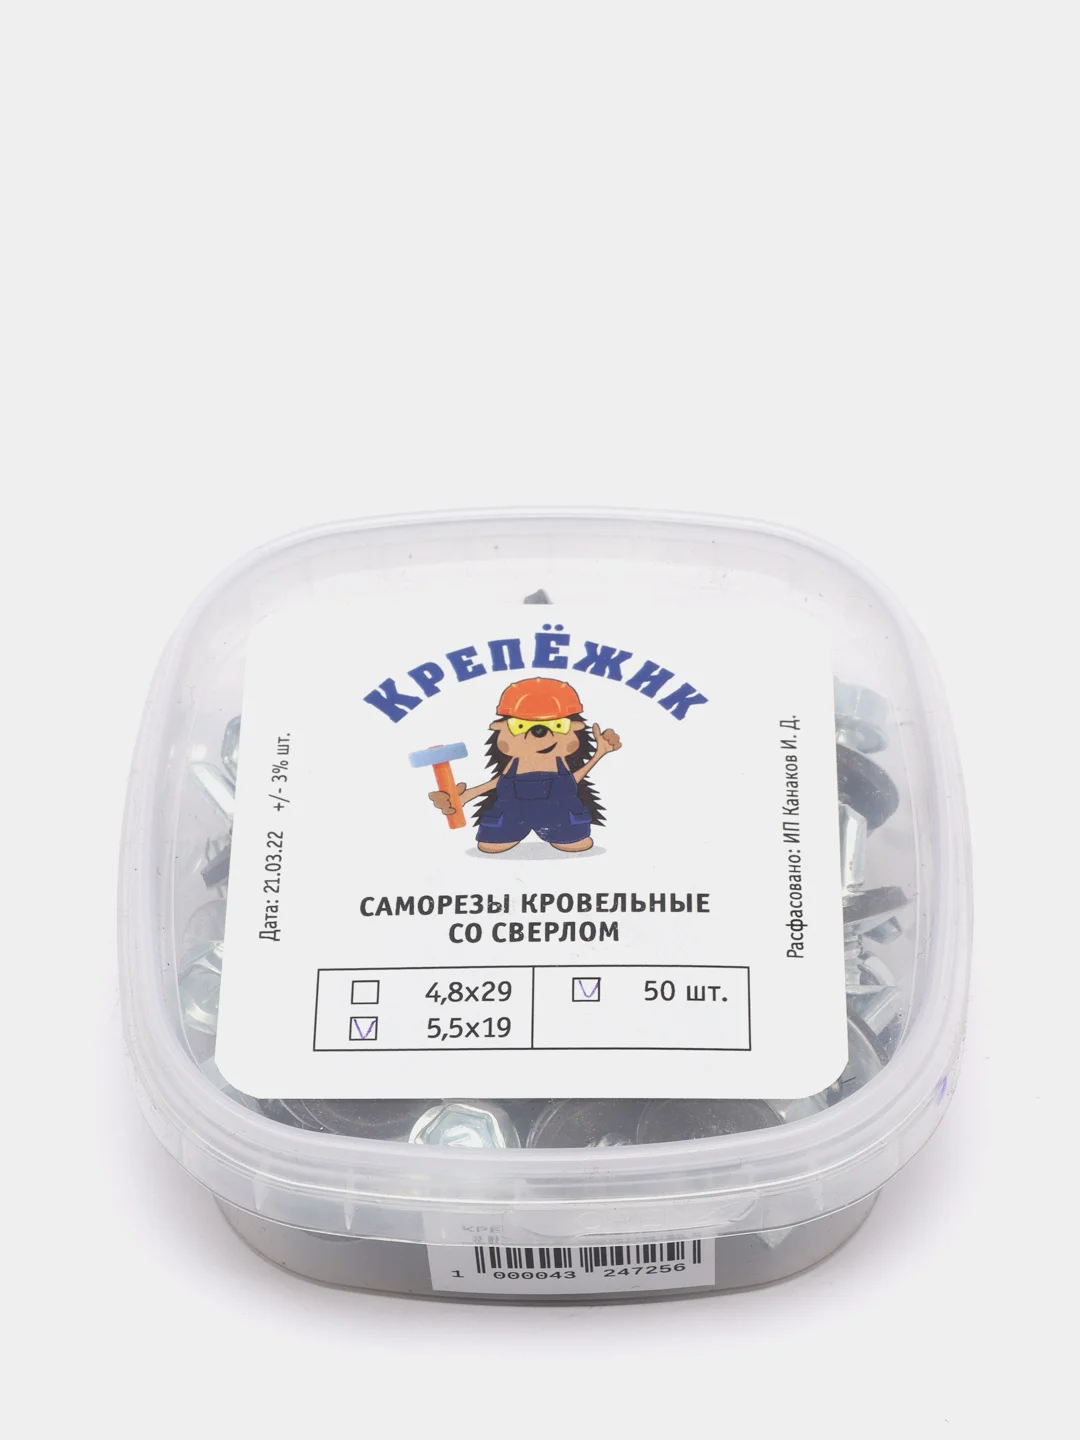 КРЕПЁЖИК
Дата: 21.03.22 +/- 3% шт.
Расфасовано: ИП Канаков И. Д.
САМОРЕЗЫ КРОВЕЛЬНЫЕ
СО СВЕРЛОМ
4,8x29
5,5x19
50 шт.
КРЕ
1 000043 247256